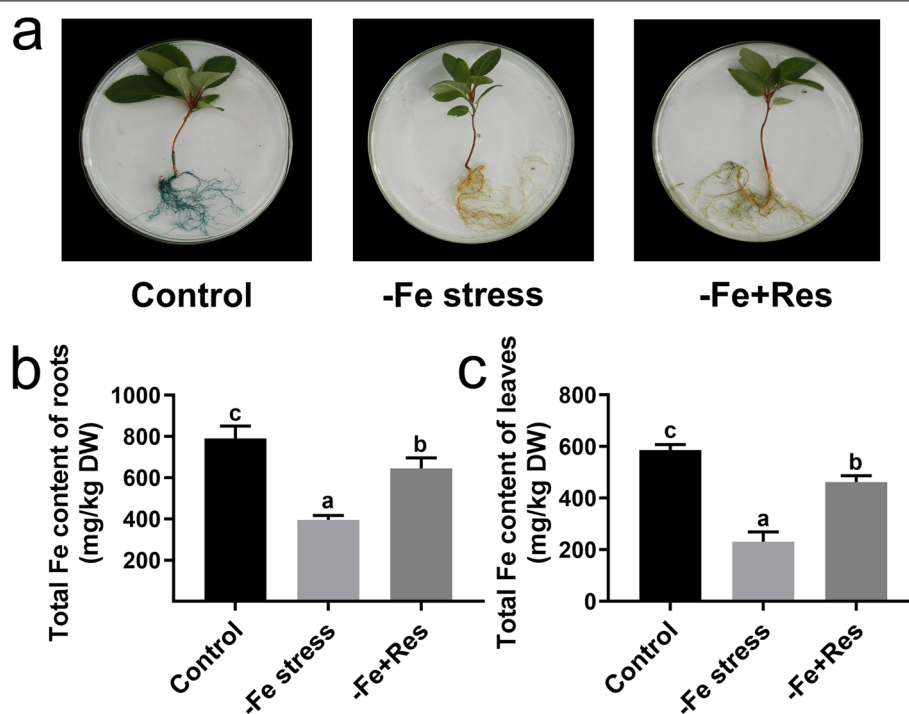 a
Control
-Fe stress
-Fe+Res
b
Total Fe content of roots
(mg/kg DW)
1000
800
600
400
200
c
a
b
Control
-Fe stress
-Fe+Res
c
Total Fe content of leaves
(mg/kg DW)
800
600
400
200
0
c
a
b
Control
-Fe stress
-Fe+Res